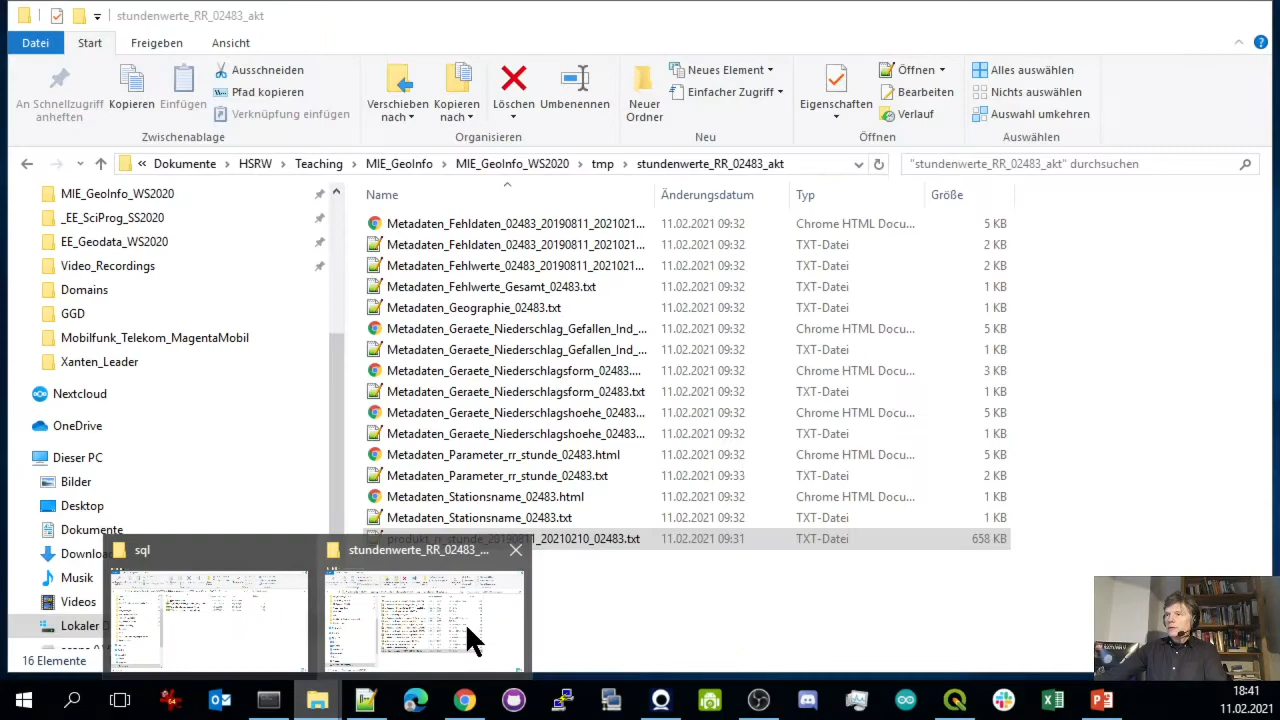 stundenwerte_RR_02483_akt
Datei Start Freigeben Ansicht
An Schnellzugriff anheften
Kopieren
Einfügen
Ausschneiden
Pfad kopieren
Verknüpfung einfügen
Zwischenablage
Verschieben nach
Kopieren nach
Löschen
Umbenennen
Organisieren
Neuer Ordner
Neues Element
Einfacher Zugriff
Neu
Eigenschaften
Öffnen
Bearbeiten
Verlauf
Öffnen
Alles auswählen
Nichts auswählen
Auswahl umkehren
Auswählen
« Dokumente > HSRW > Teaching > MIE_GeoInfo > MIE_GeoInfo_WS2020 > tmp > stundenwerte_RR_02483_akt
"stundenwerte_RR_02483_akt" durchsuchen
MIE_GeoInfo_WS2020
_EE_SciProg_SS2020
EE_Geodata_WS2020
Video_Recordings
Domains
GGD
Mobilfunk_Telekom_MagentaMobil
Xanten_Leader
Nextcloud
OneDrive
Dieser PC
Bilder
Desktop
Dokumente
Downloa
Musik
Videos
Lokaler
Name Änderungsdatum Typ Größe
Metadaten_Fehldaten_02483_20190811_2021021... 11.02.2021 09:32 Chrome HTML Docu... 5 KB
Metadaten_Fehldaten_02483_20190811_2021021... 11.02.2021 09:32 TXT-Datei 2 KB
Metadaten_Fehlwerte_02483_20190811_2021021... 11.02.2021 09:32 TXT-Datei 2 KB
Metadaten_Fehlwerte_Gesamt_02483.txt 11.02.2021 09:32 TXT-Datei 1 KB
Metadaten_Geographie_02483.txt 11.02.2021 09:32 TXT-Datei 1 KB
Metadaten_Geraete_Niederschlag_Gefallen_Ind_... 11.02.2021 09:32 Chrome HTML Docu... 5 KB
Metadaten_Geraete_Niederschlag_Gefallen_Ind_... 11.02.2021 09:32 TXT-Datei 1 KB
Metadaten_Geraete_Niederschlagsform_02483.... 11.02.2021 09:32 Chrome HTML Docu... 3 KB
Metadaten_Geraete_Niederschlagsform_02483.txt 11.02.2021 09:32 TXT-Datei 1 KB
Metadaten_Geraete_Niederschlagshoehe_02483... 11.02.2021 09:32 Chrome HTML Docu... 5 KB
Metadaten_Geraete_Niederschlagshoehe_02483... 11.02.2021 09:32 TXT-Datei 1 KB
Metadaten_Parameter_rr_stunde_02483.html 11.02.2021 09:32 Chrome HTML Docu... 5 KB
Metadaten_Parameter_rr_stunde_02483.txt 11.02.2021 09:33 TXT-Datei 2 KB
Metadaten_Stationsname_02483.html 11.02.2021 09:32 Chrome HTML Docu... 1 KB
Metadaten_Stationsname_02483.txt 11.02.2021 09:32 TXT-Datei 1 KB
produkt_rr_stunde_20190811_20210210_02483.txt 11.02.2021 09:31 TXT-Datei 658 KB
sql
stundenwerte_RR_02483_...
16 Elemente
18:41
11.02.2021